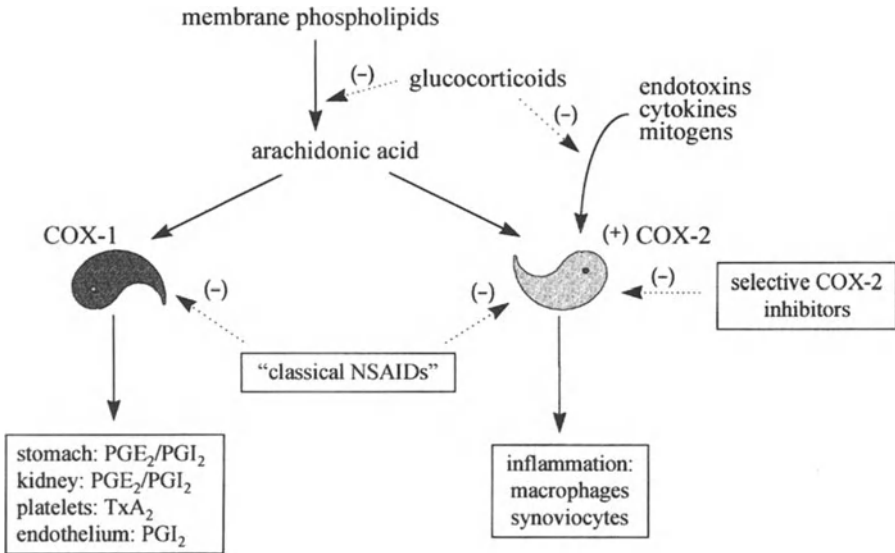 membrane phospholipids
(-)
glucocorticoids
(-)
endotoxins
cytokines
mitogens
arachidonic acid
COX-1
(+) COX-2
(-)
(-)
(-)
selective COX-2
inhibitors
“classical NSAIDs”
stomach: PGE₂/PGI₂
kidney: PGE₂/PGI₂
platelets: TxA₂
endothelium: PGI₂
inflammation:
macrophages
synoviocytes